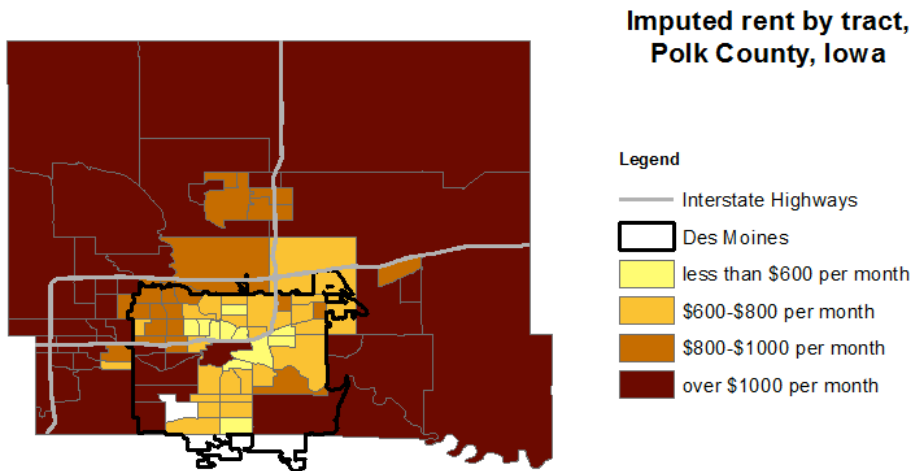 Imputed rent by tract,
Polk County, Iowa
Legend
Interstate Highways
Des Moines
less than $600 per month
$600-$800 per month
$800-$1000 per month
over $1000 per month